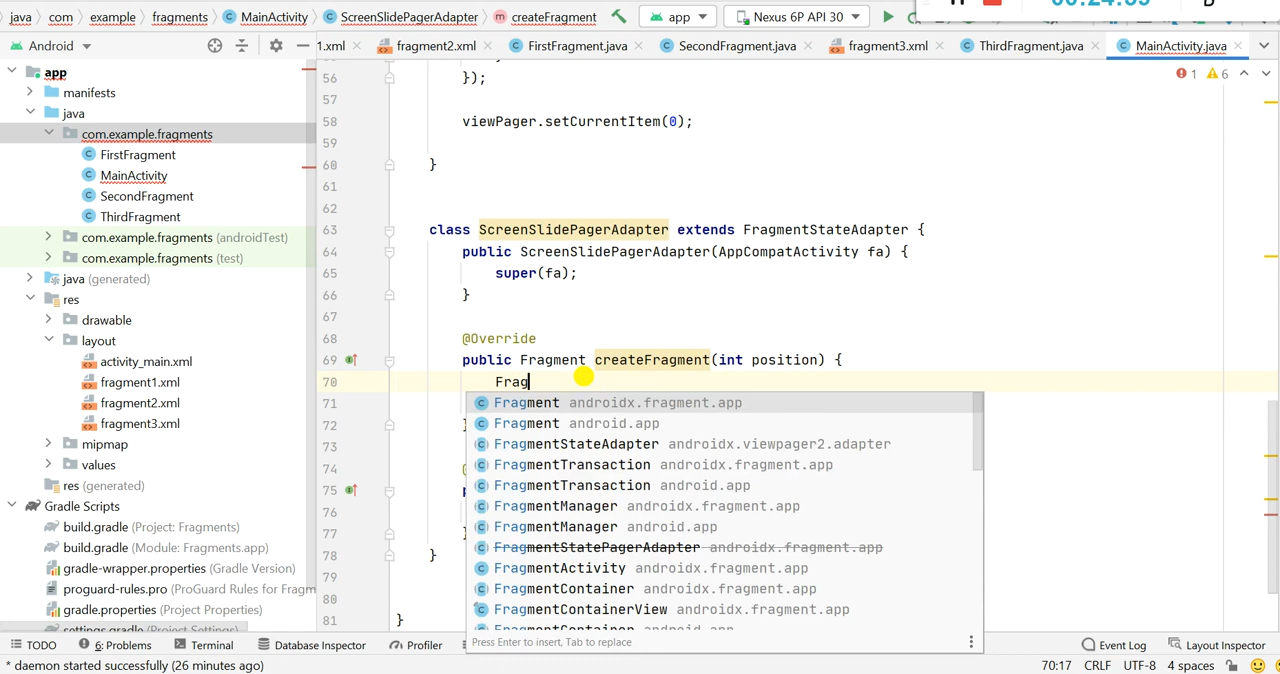 java com example fragments MainActivity ScreenSlidePagerAdapter createFragment app Nexus 6P API 30
Android 1.xml fragment2.xml FirstFragment.java SecondFragment.java fragment3.xml ThirdFragment.java MainActivity.java
app
manifests
java
com.example.fragments
FirstFragment
MainActivity
SecondFragment
ThirdFragment
com.example.fragments (androidTest)
com.example.fragments (test)
java (generated)
res
drawable
layout
activity_main.xml
fragment1.xml
fragment2.xml
fragment3.xml
mipmap
values
res (generated)
Gradle Scripts
build.gradle (Project: Fragments)
build.gradle (Module: Fragments.app)
gradle-wrapper.properties (Gradle Version)
proguard-rules.pro (ProGuard Rules for Fragm
gradle.properties (Project Properties)
settings.gradle (Project Settings)
1 6
56 });
57
58 viewPager.setCurrentItem(0);
59
60 }
61
62
63 class ScreenSlidePagerAdapter extends FragmentStateAdapter {
64 public ScreenSlidePagerAdapter(AppCompatActivity fa) {
65 super(fa);
66 }
67
68 @Override
69 public Fragment createFragment(int position) {
70 Frag
71
72 }
73
74
75
76
77
78 }
79
80
81 }
Fragment androidx.fragment.app
Fragment android.app
FragmentStateAdapter androidx.viewpager2.adapter
FragmentTransaction androidx.fragment.app
FragmentTransaction android.app
FragmentManager androidx.fragment.app
FragmentManager android.app
FragmentStatePagerAdapter androidx.fragment.app
FragmentActivity androidx.fragment.app
FragmentContainer androidx.fragment.app
FragmentContainerView androidx.fragment.app
FragmentContainer android.app
Press Enter to insert, Tab to replace
TODO 6: Problems Terminal Database Inspector Profiler Event Log Layout Inspector
* daemon started successfully (26 minutes ago) 70:17 CRLF UTF-8 4 spaces